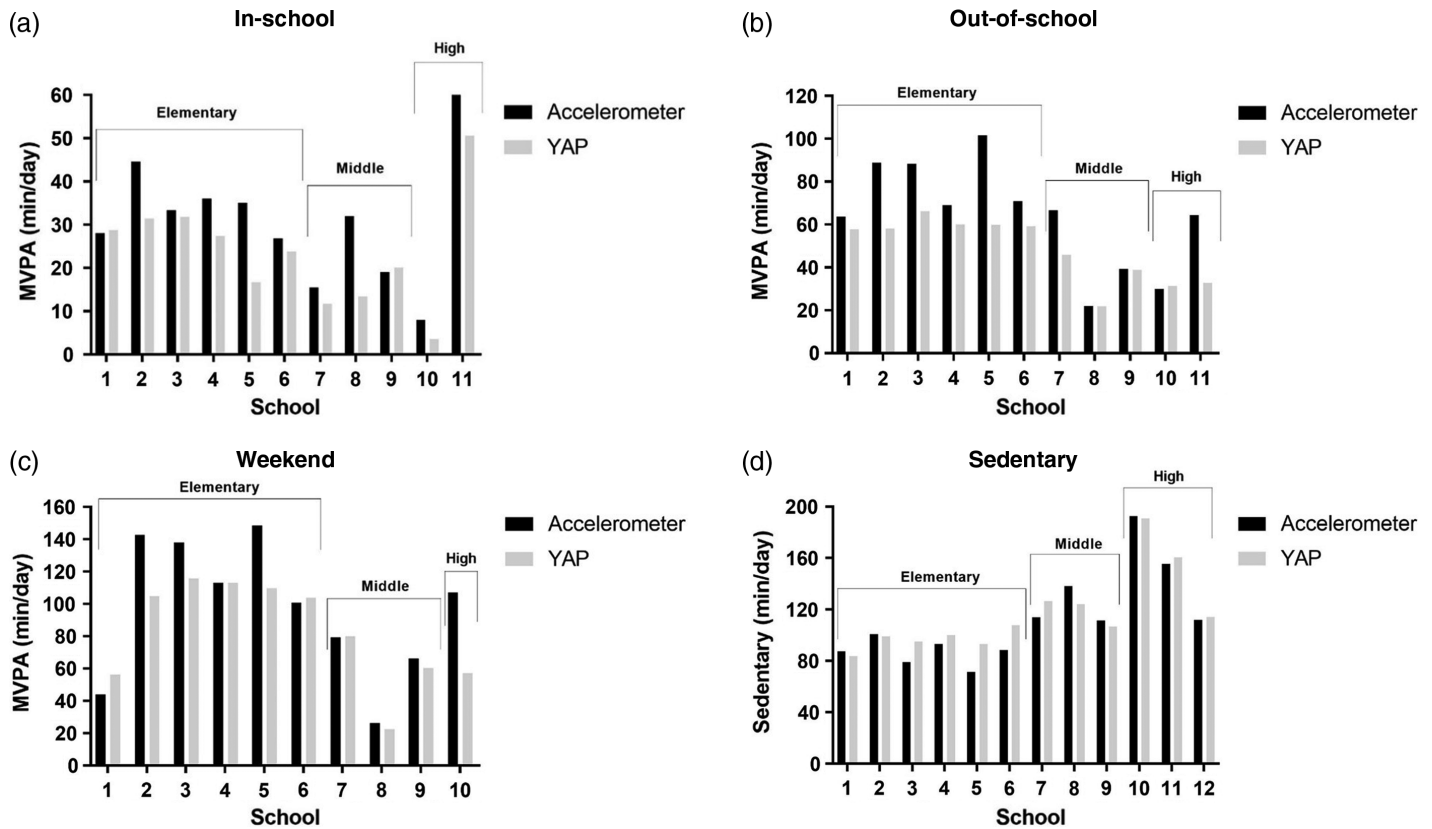 (a)
In-school
High
Elementary
Middle
Accelerometer
YAP
MVPA (min/day)
60
50
40
30
20
10
0
1 2 3 4 5 6 7 8 9 10 11
School
(b)
Out-of-school
Elementary
Middle
High
Accelerometer
YAP
MVPA (min/day)
120
100
80
60
40
20
0
1 2 3 4 5 6 7 8 9 10 11
School
(c)
Weekend
Elementary
Middle
High
Accelerometer
YAP
MVPA (min/day)
160
140
120
100
80
60
40
20
0
1 2 3 4 5 6 7 8 9 10
School
(d)
Sedentary
High
Middle
Elementary
Accelerometer
YAP
Sedentary (min/day)
200
160
120
80
40
0
1 2 3 4 5 6 7 8 9 10 11 12
School